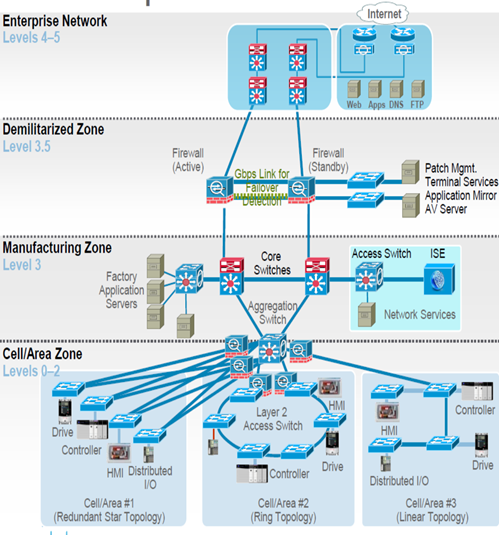 Enterprise Network
Levels 4–5
Internet
Web Apps DNS FTP
Demilitarized Zone
Level 3.5
Firewall
(Active)
Gbps Link for
Failover
Detection
Firewall
(Standby)
Patch Mgmt.
Terminal Services
Application Mirror
AV Server
Manufacturing Zone
Level 3
Factory
Application
Servers
Core
Switches
Aggregation
Switch
Access Switch
ISE
Network Services
Cell/Area Zone
Levels 0–2
Drive
Controller
HMI
Distributed
I/O
Cell/Area #1
(Redundant Star Topology)
Layer 2
Access Switch
HMI
Controller
Drive
Cell/Area #2
(Ring Topology)
HMI
Controller
Drive
Distributed I/O
Cell/Area #3
(Linear Topology)